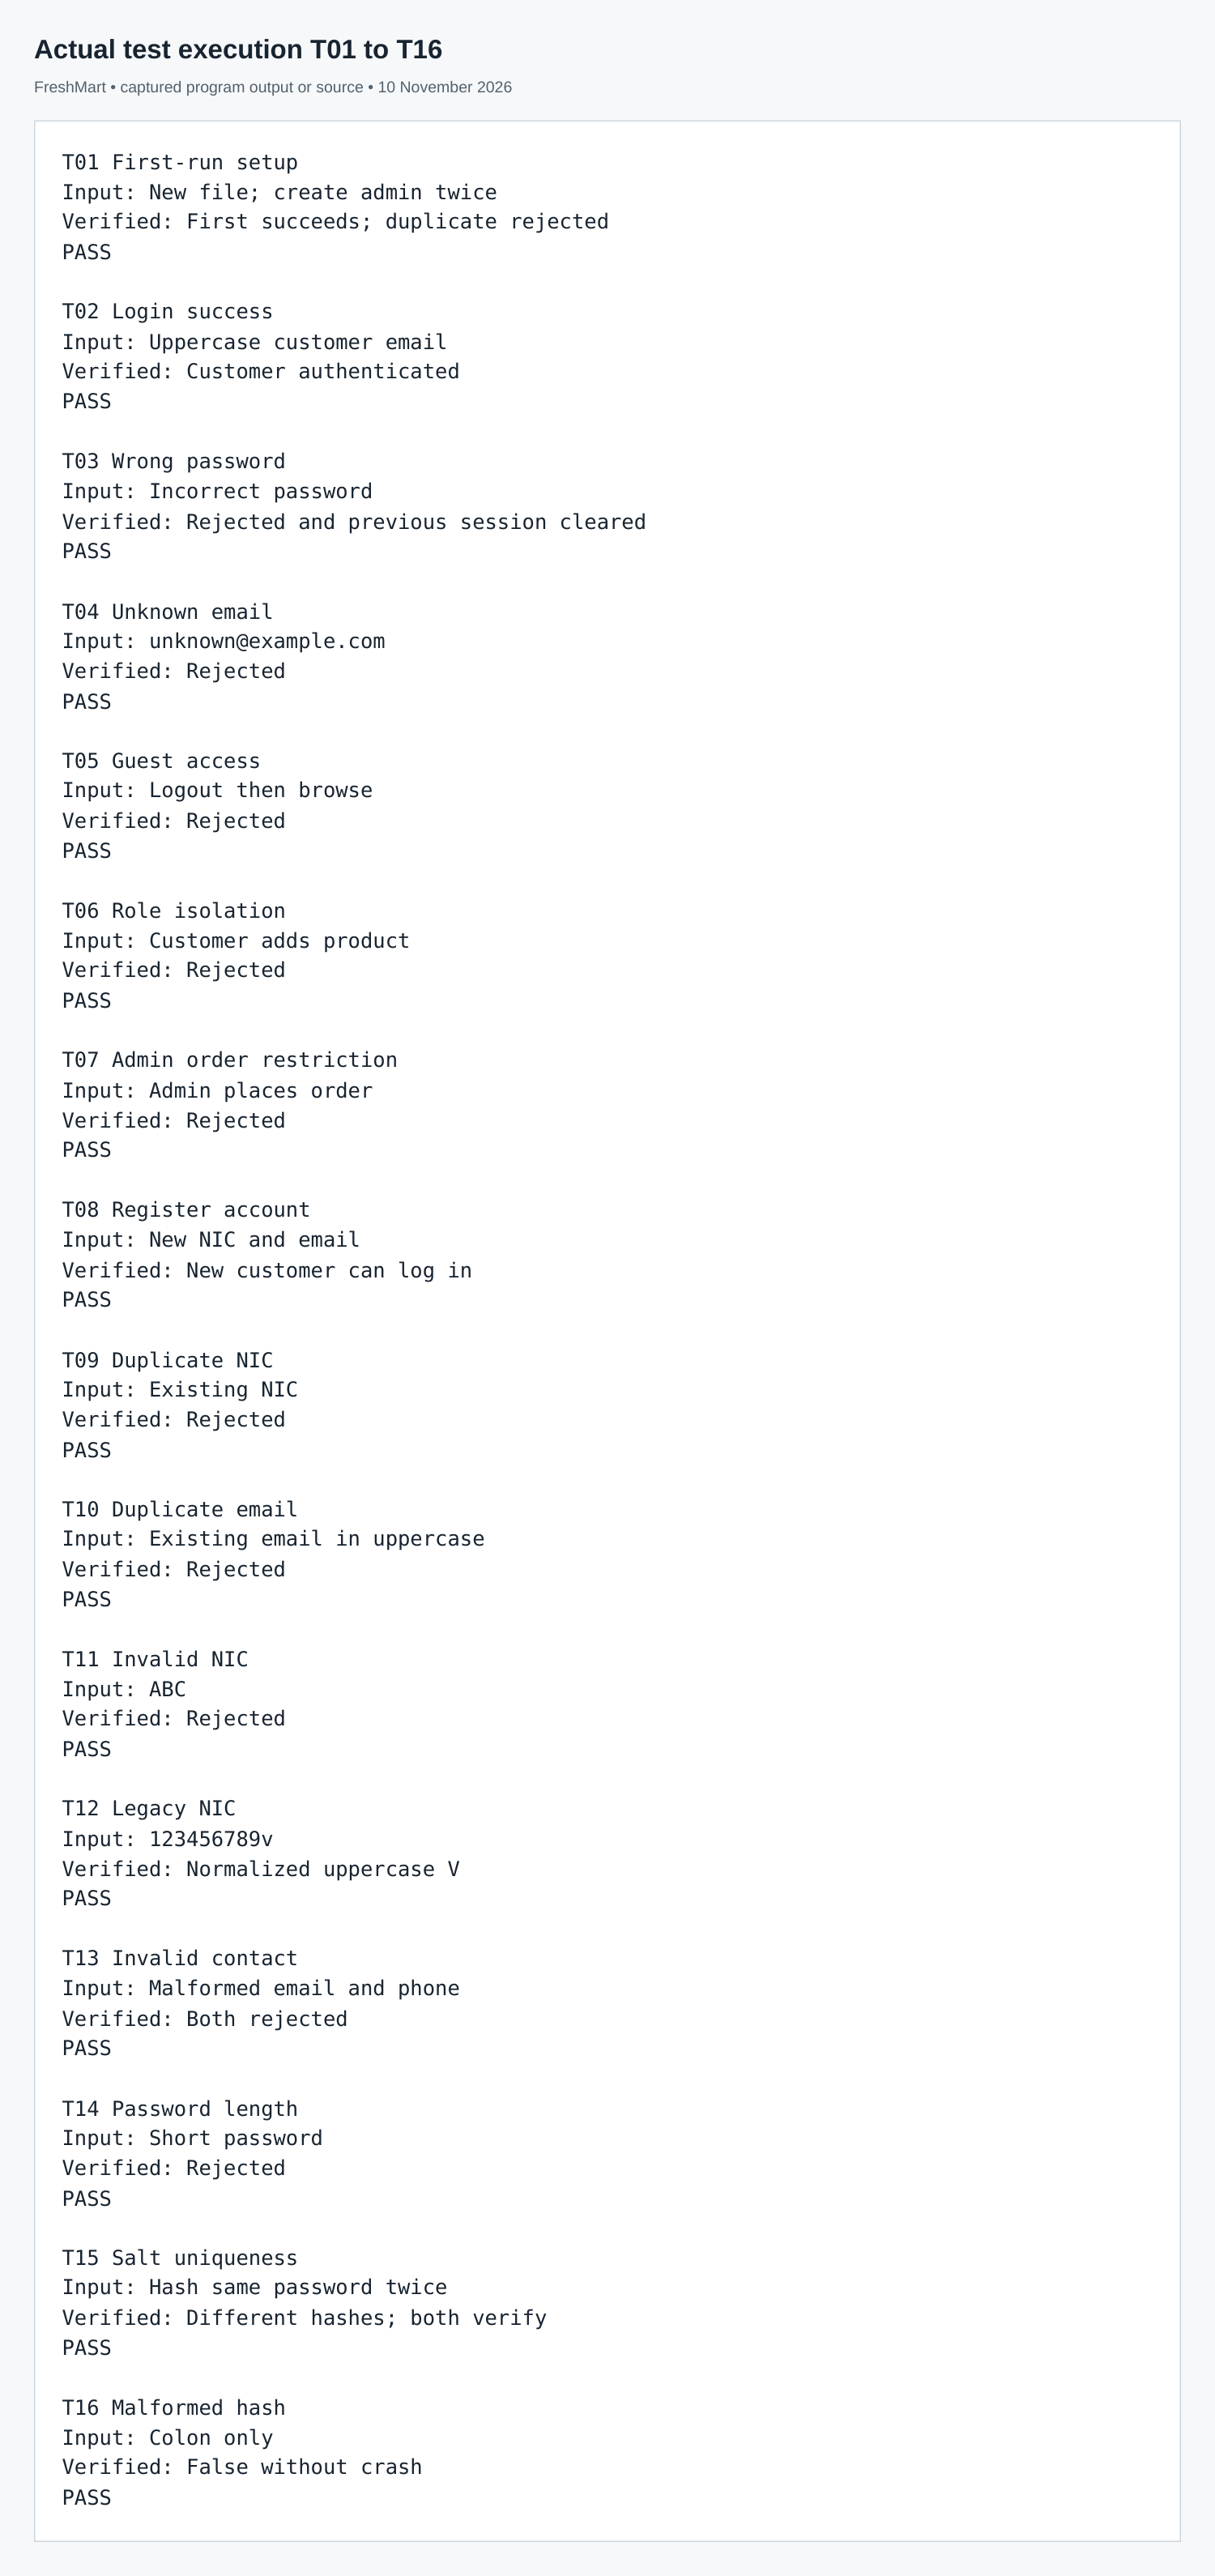 Actual test execution T01 to T16
FreshMart • captured program output or source • 10 November 2026
T01 First-run setup
Input: New file; create admin twice
Verified: First succeeds; duplicate rejected
PASS
T02 Login success
Input: Uppercase customer email
Verified: Customer authenticated
PASS
T03 Wrong password
Input: Incorrect password
Verified: Rejected and previous session cleared
PASS
T04 Unknown email
Input: unknown@example.com
Verified: Rejected
PASS
T05 Guest access
Input: Logout then browse
Verified: Rejected
PASS
T06 Role isolation
Input: Customer adds product
Verified: Rejected
PASS
T07 Admin order restriction
Input: Admin places order
Verified: Rejected
PASS
T08 Register account
Input: New NIC and email
Verified: New customer can log in
PASS
T09 Duplicate NIC
Input: Existing NIC
Verified: Rejected
PASS
T10 Duplicate email
Input: Existing email in uppercase
Verified: Rejected
PASS
T11 Invalid NIC
Input: ABC
Verified: Rejected
PASS
T12 Legacy NIC
Input: 123456789v
Verified: Normalized uppercase V
PASS
T13 Invalid contact
Input: Malformed email and phone
Verified: Both rejected
PASS
T14 Password length
Input: Short password
Verified: Rejected
PASS
T15 Salt uniqueness
Input: Hash same password twice
Verified: Different hashes; both verify
PASS
T16 Malformed hash
Input: Colon only
Verified: False without crash
PASS